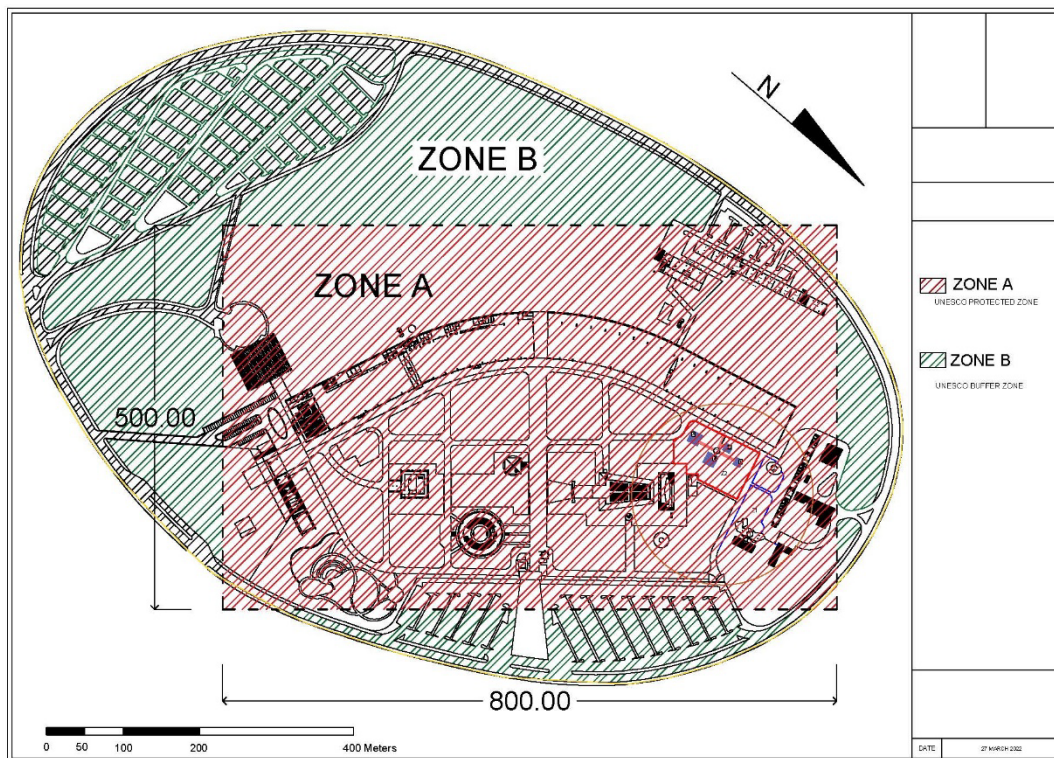 N
ZONE B
ZONE A
500.00
800.00
0 50 100 200 400 Meters
ZONE A
UNESCO PROTECTED ZONE
ZONE B
UNESCO BUFFER ZONE
DATE 27 MARCH 2022